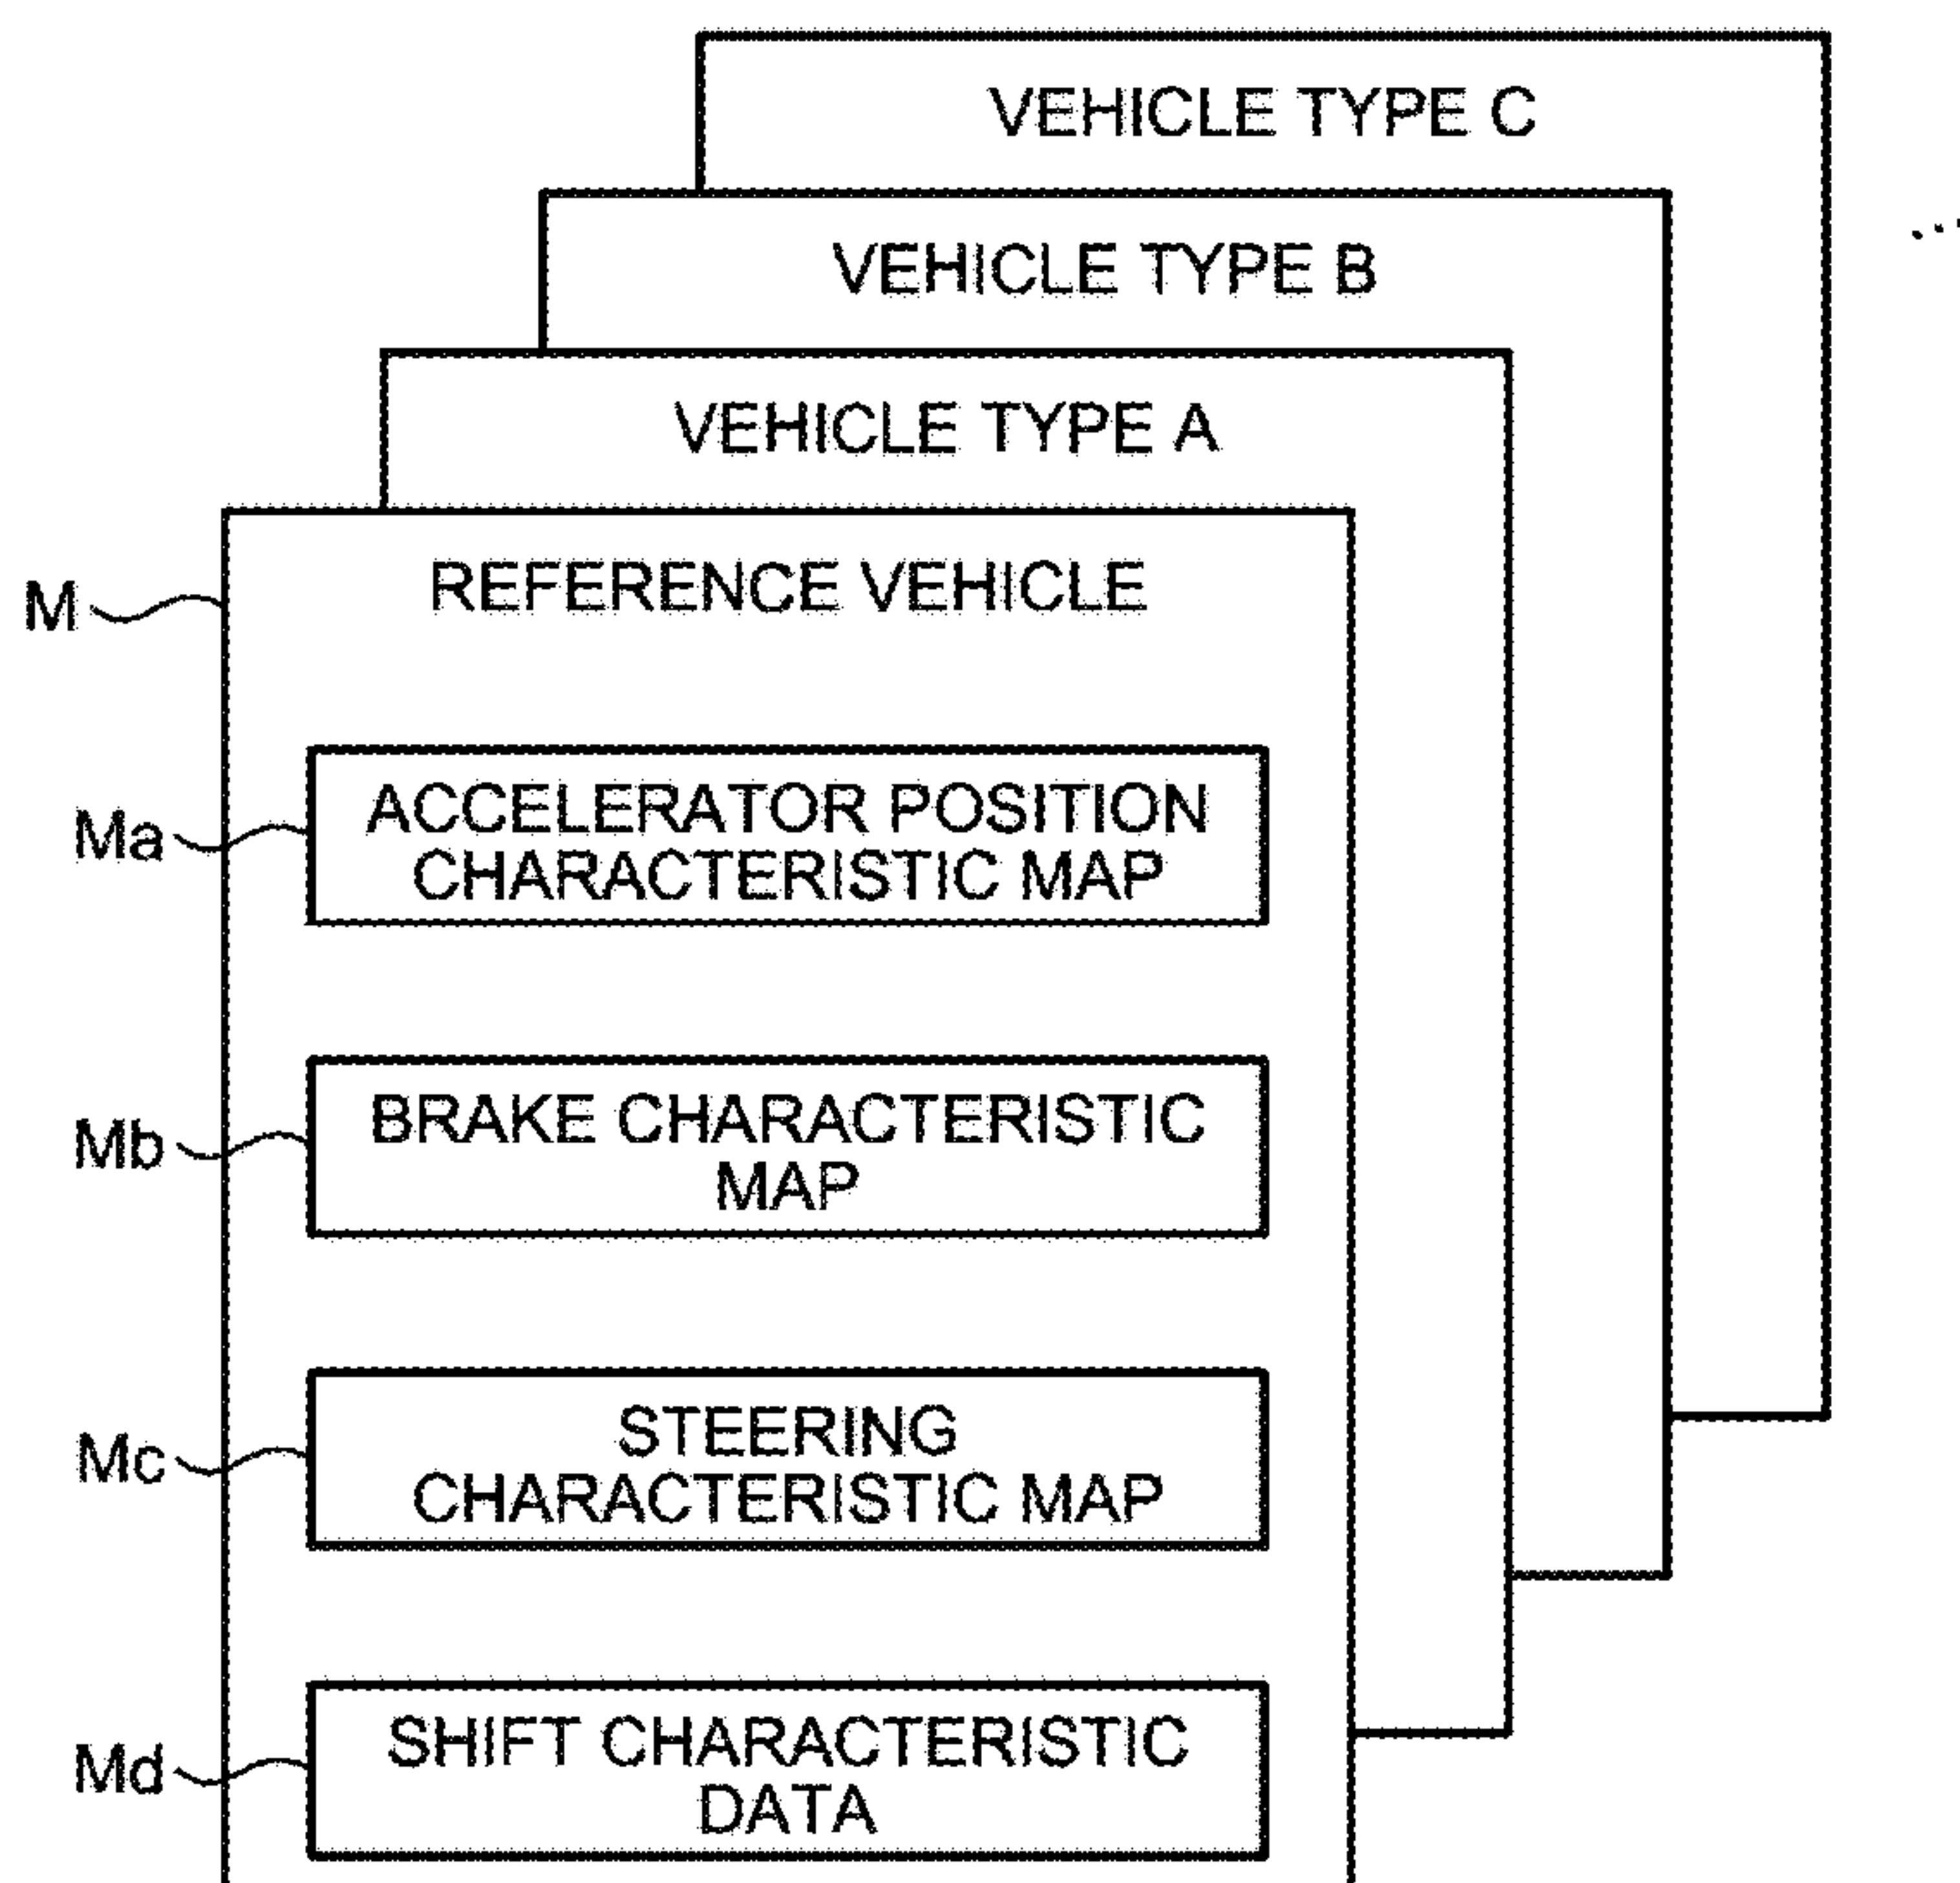 VEHICLE TYPE C
VEHICLE TYPE B
...
VEHICLE TYPE A
REFERENCE VEHICLE
M
Ma
ACCELERATOR POSITION
CHARACTERISTIC MAP
Mb
BRAKE CHARACTERISTIC
MAP
Mc
STEERING
CHARACTERISTIC MAP
Md
SHIFT CHARACTERISTIC
DATA